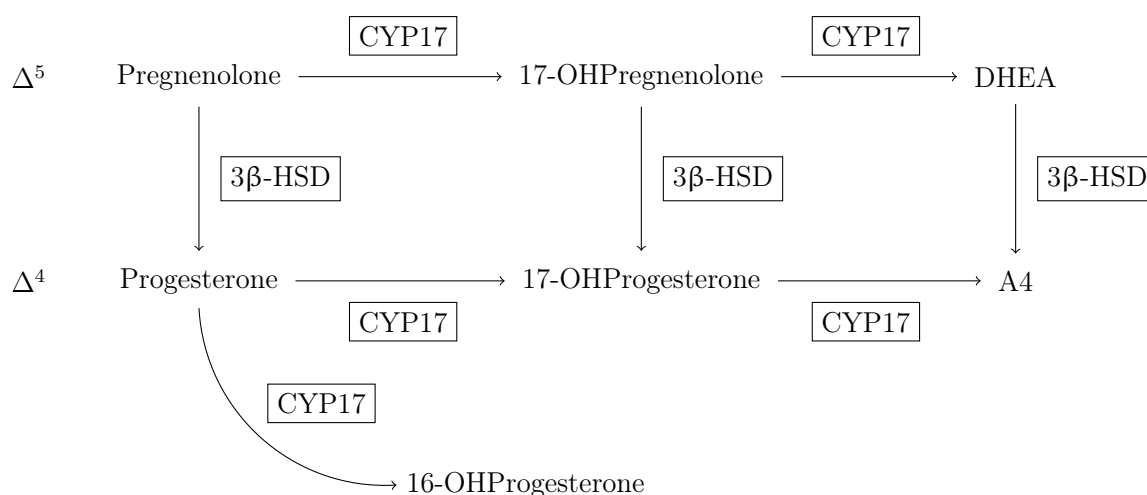 CYP17 CYP17
Δ⁵ Pregnenolone 17-OHPregnenolone DHEA
3β-HSD 3β-HSD 3β-HSD
Δ⁴ Progesterone 17-OHProgesterone A4
CYP17 CYP17
CYP17
16-OHProgesterone